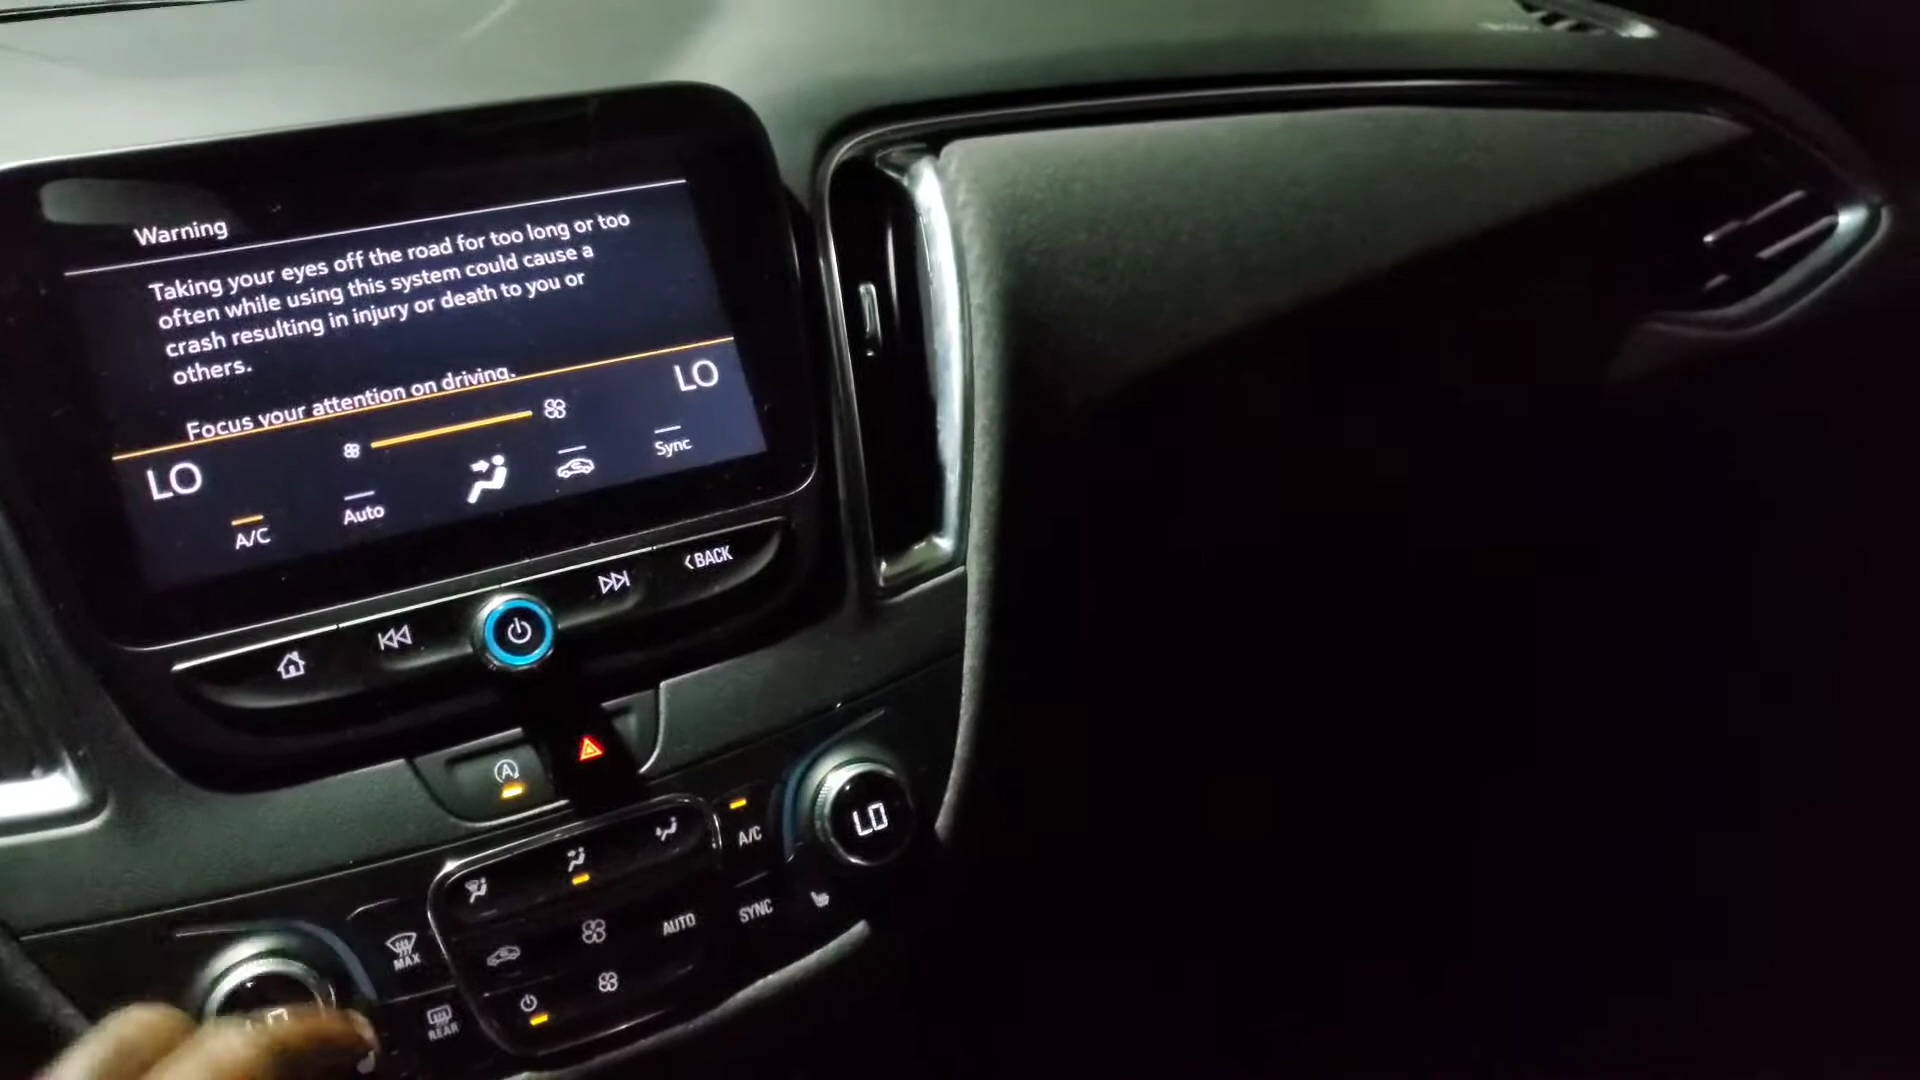 Warning
Taking your eyes off the road for too long or too
often while using this system could cause a
crash resulting in injury or death to you or
others.
Focus your attention on driving.
LO
LO
A/C
Auto
Sync
BACK
A
A/C
LO
MAX
AUTO
SYNC
REAR